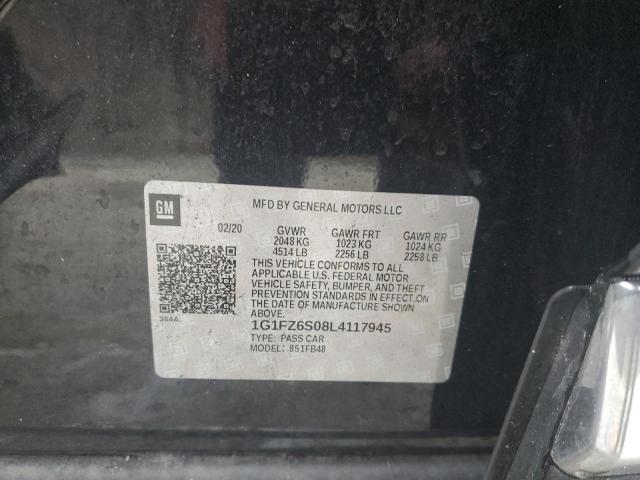 GM
MFD BY GENERAL MOTORS LLC
02/20
GVWR GAWR FRT GAWR RR
2048 KG 1023 KG 1024 KG
4514 LB 2256 LB 2258 LB
THIS VEHICLE CONFORMS TO ALL
APPLICABLE U.S. FEDERAL MOTOR
VEHICLE SAFETY, BUMPER, AND THEFT
PREVENTION STANDARDS IN EFFECT ON
THE DATE OF MANUFACTURE SHOWN
ABOVE.
384A
1G1FZ6S08L4117945
TYPE: PASS CAR
MODEL: 851FB48